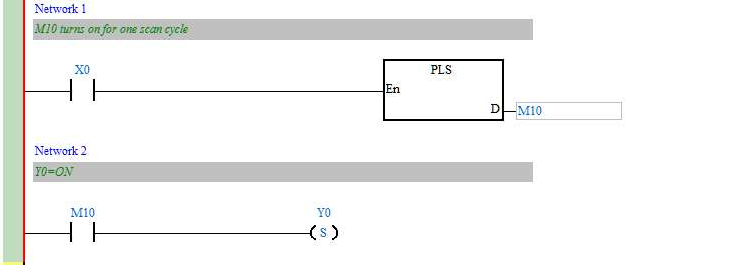 Network 1
M10 turns on for one scan cycle
X0
PLS
En
D
M10
Network 2
Y0=ON
M10
Y0
S